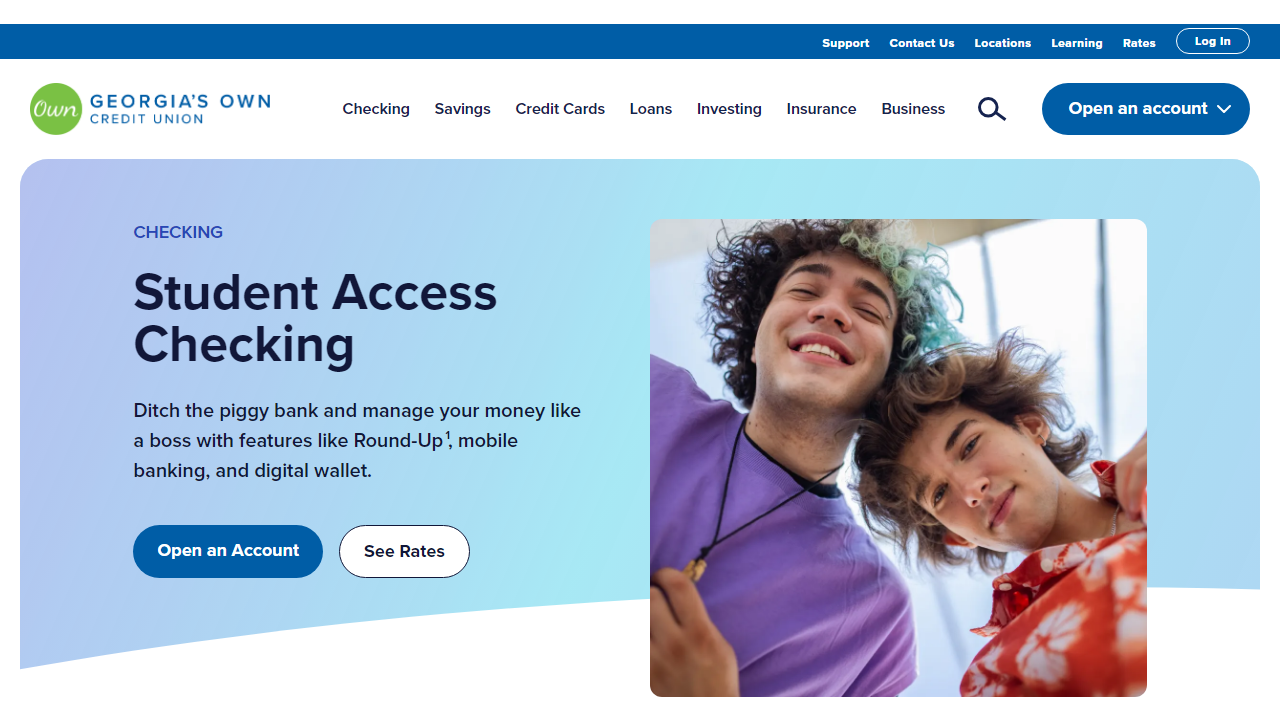 Support Contact Us Locations Learning Rates Log In
Own GEORGIA'S OWN
CREDIT UNION
Checking Savings Credit Cards Loans Investing Insurance Business Open an account
CHECKING
Student Access
Checking
Ditch the piggy bank and manage your money like
a boss with features like Round-Up¹, mobile
banking, and digital wallet.
Open an Account See Rates